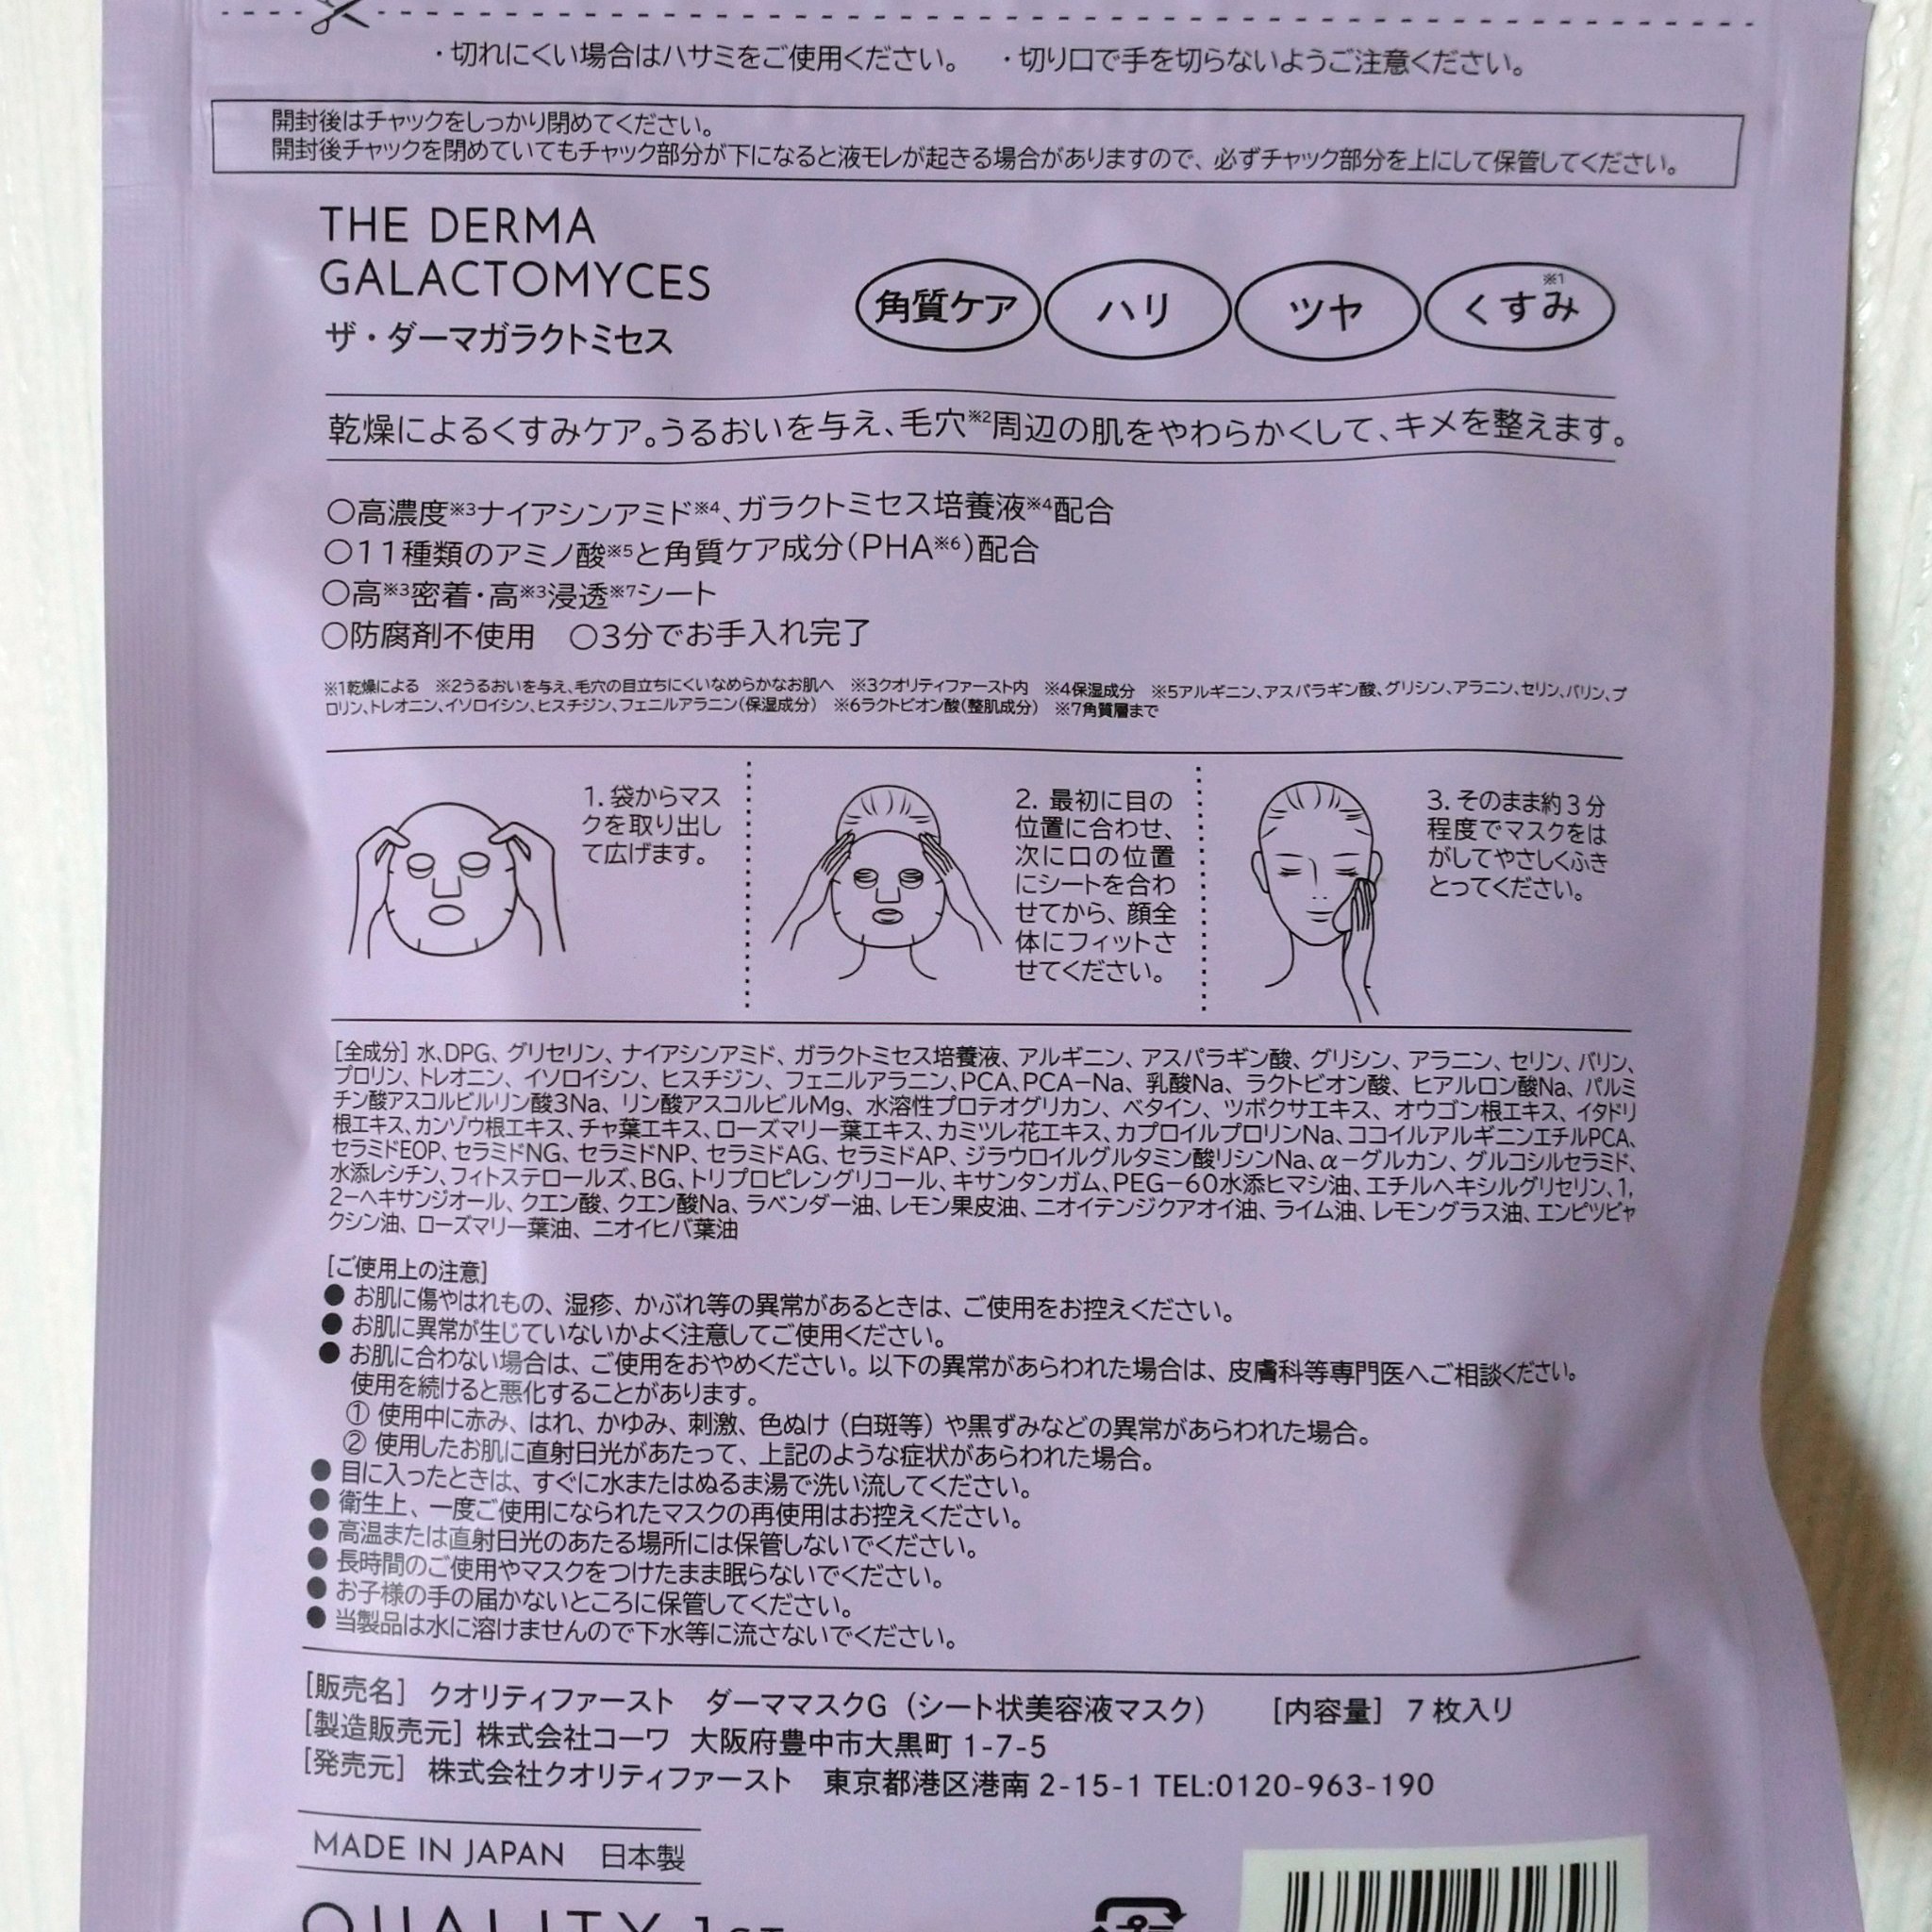 ・切れにくい場合はハサミをご使用ください。 ・切り口で手を切らないようご注意ください。
開封後はチャックをしっかり閉めてください。
開封後チャックを閉めていてもチャック部分が下になると液モレが起きる場合がありますので、必ずチャック部分を上にして保管してください。
THE DERMA
GALACTOMYCES
ザ・ダーマガラクトミセス
角質ケア ハリ ツヤ くすみ※1
乾燥によるくすみケア。うるおいを与え、毛穴※2周辺の肌をやわらかくして、キメを整えます。
○高濃度※3ナイアシンアミド※4、ガラクトミセス培養液※4配合
○11種類のアミノ酸※5と角質ケア成分(PHA※6)配合
○高※3密着・高※3浸透※7シート
○防腐剤不使用 ○3分でお手入れ完了
※1乾燥による ※2うるおいを与え、毛穴の目立ちにくいなめらかなお肌へ ※3クオリティファースト内 ※4保湿成分 ※5アルギニン、アスパラギン酸、グリシン、アラニン、セリン、バリン、プ
ロリン、トレオニン、イソロイシン、ヒスチジン、フェニルアラニン(保湿成分) ※6ラクトビオン酸(整肌成分) ※7角質層まで
1. 袋からマス
クを取り出し
て広げます。
2. 最初に目の
位置に合わせ、
次に口の位置
にシートを合わ
せてから、顔全
体にフィットさ
せてください。
3. そのまま約3分
程度でマスクをは
がしてやさしくふき
とってください。
[全成分] 水、DPG、グリセリン、ナイアシンアミド、ガラクトミセス培養液、アルギニン、アスパラギン酸、グリシン、アラニン、セリン、バリン、
プロリン、トレオニン、イソロイシン、ヒスチジン、フェニルアラニン、PCA、PCA-Na、乳酸Na、ラクトビオン酸、ヒアルロン酸Na、パルミ
チン酸アスコルビルリン酸3Na、リン酸アスコルビルMg、水溶性プロテオグリカン、ベタイン、ツボクサエキス、オウゴン根エキス、イタドリ
根エキス、カンゾウ根エキス、チャ葉エキス、ローズマリー葉エキス、カミツレ花エキス、カプロイルプロリンNa、ココイルアルギニンエチルPCA、
セラミドEOP、セラミドNG、セラミドNP、セラミドAG、セラミドAP、ジラウロイルグルタミン酸リシンNa、α-グルカン、グルコシルセラミド、
水添レシチン、フィトステロールズ、BG、トリプロピレングリコール、キサンタンガム、PEG-60水添ヒマシ油、エチルヘキシルグリセリン、1,
2-ヘキサンジオール、クエン酸、クエン酸Na、ラベンダー油、レモン果皮油、ニオイテンジクアオイ油、ライム油、レモングラス油、エンピツビャ
クシン油、ローズマリー葉油、ニオイヒバ葉油
[ご使用上の注意]
● お肌に傷やはれもの、湿疹、かぶれ等の異常があるときは、ご使用をお控えください。
● お肌に異常が生じていないかよく注意してご使用ください。
● お肌に合わない場合は、ご使用をおやめください。以下の異常があらわれた場合は、皮膚科等専門医へご相談ください。
使用を続けると悪化することがあります。
① 使用中に赤み、はれ、かゆみ、刺激、色ぬけ(白斑等)や黒ずみなどの異常があらわれた場合。
② 使用したお肌に直射日光があたって、上記のような症状があらわれた場合。
● 目に入ったときは、すぐに水またはぬるま湯で洗い流してください。
● 衛生上、一度ご使用になられたマスクの再使用はお控えください。
● 高温または直射日光のあたる場所には保管しないでください。
● 長時間のご使用やマスクをつけたまま眠らないでください。
● お子様の手の届かないところに保管してください。
● 当製品は水に溶けませんので下水等に流さないでください。
[販売名] クオリティファースト ダーママスクG(シート状美容液マスク) [内容量] 7枚入り
[製造販売元] 株式会社コーワ 大阪府豊中市大黒町 1-7-5
[発売元] 株式会社クオリティファースト 東京都港区港南 2-15-1 TEL:0120-963-190
MADE IN JAPAN 日本製
QUALITY 1ST